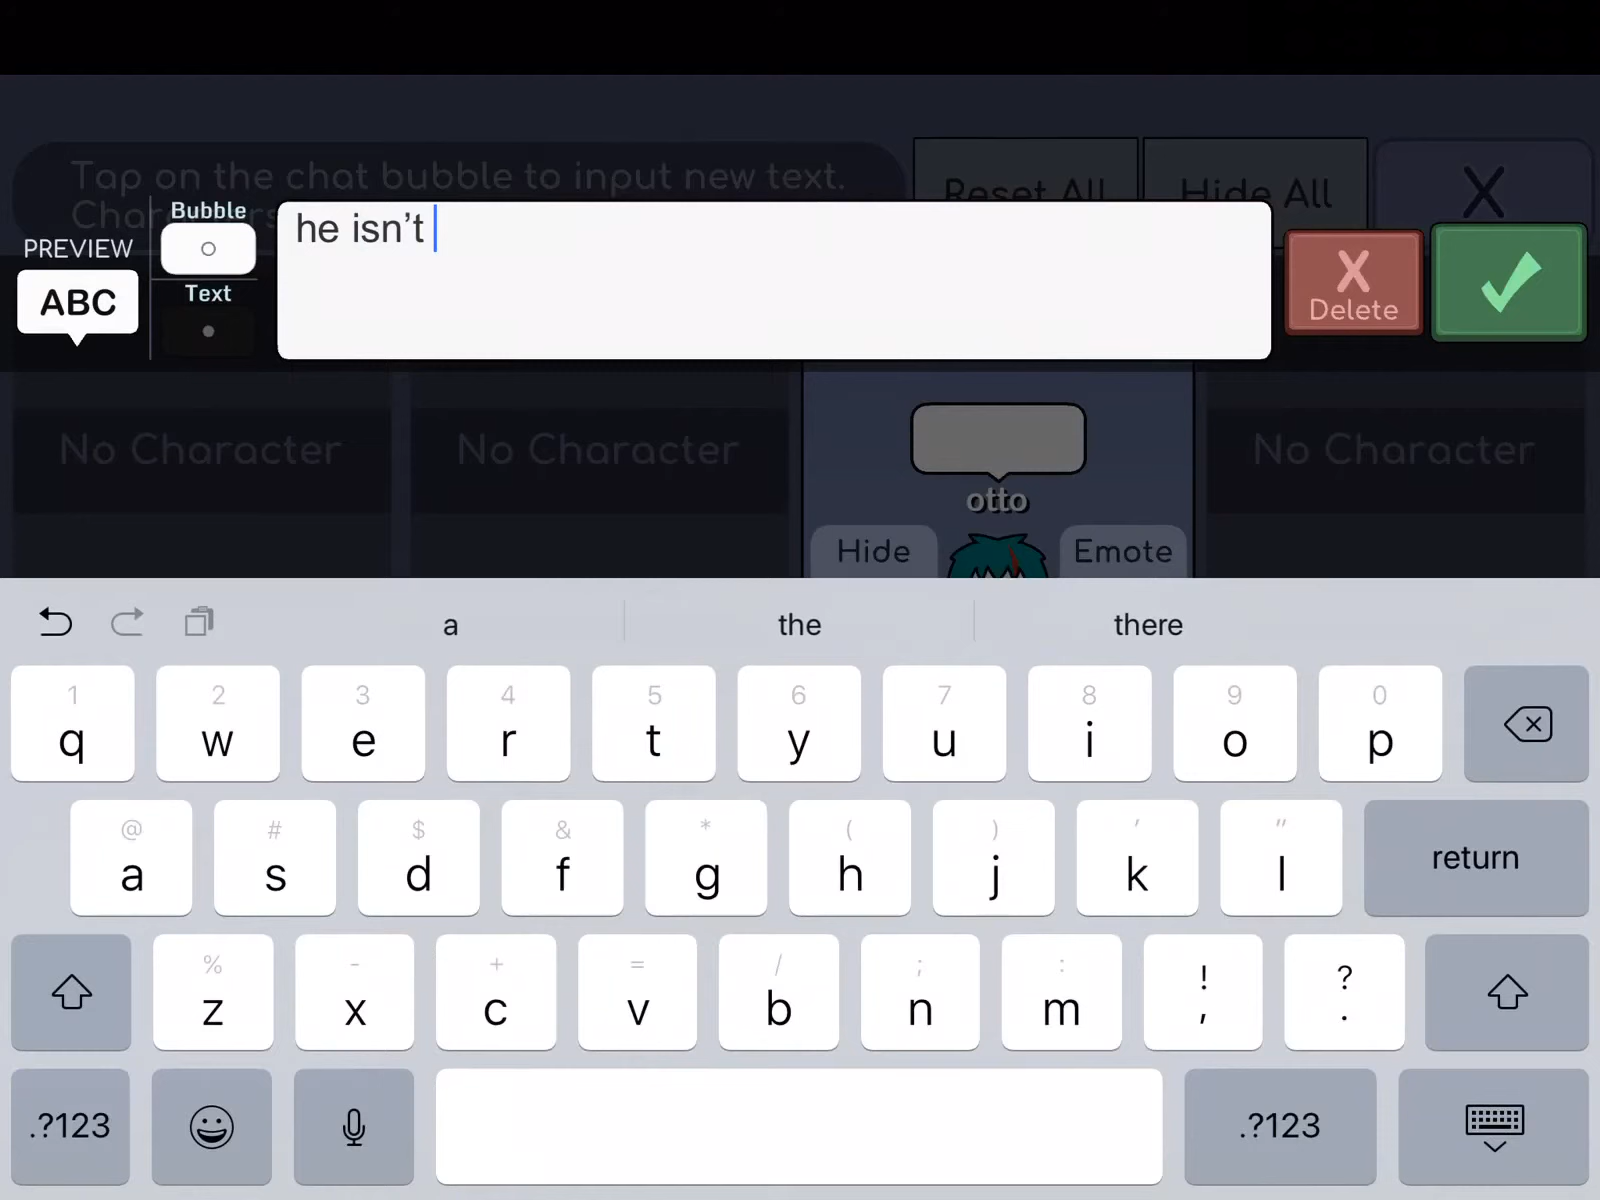 Tap on the chat bubble to input new text.
Characters
Reset All
Hide All
X
Bubble
PREVIEW
ABC
Text
he isn’t
X
Delete
No Character
No Character
otto
Hide
Emote
No Character
a
the
there
1 2 3 4 5 6 7 8 9 0
q w e r t y u i o p
@ # $ & * ( ) ' "
a s d f g h j k l
return
% - + = / ; : ! ?
z x c v b n m , .
.?123
.?123